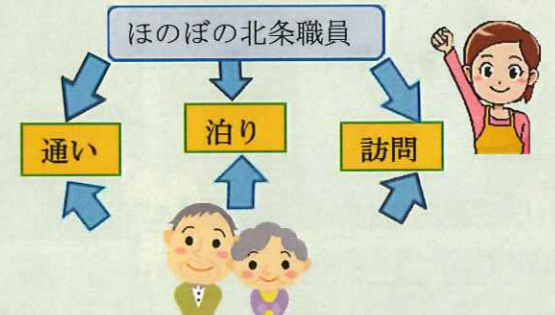 ほのぼの北条職員
通い
泊り
訪問